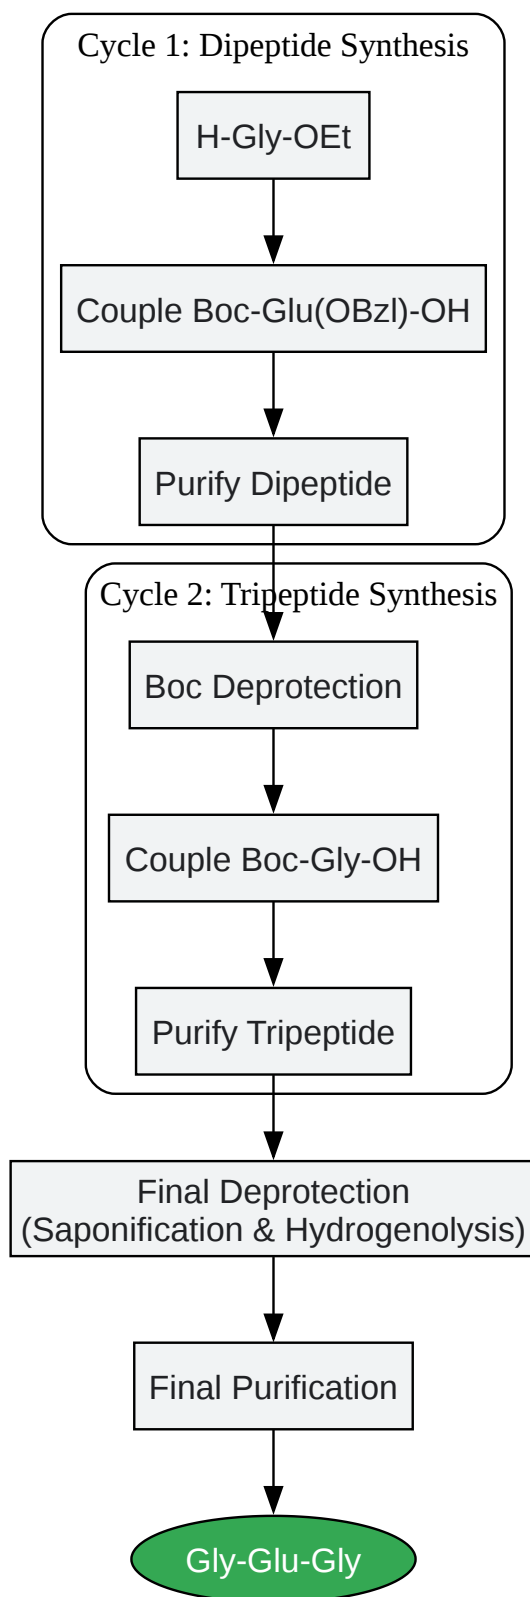 Cycle 1: Dipeptide Synthesis
H-Gly-OEt
Couple Boc-Glu(OBzl)-OH
Purify Dipeptide
Cycle 2: Tripeptide Synthesis
Boc Deprotection
Couple Boc-Gly-OH
Purify Tripeptide
Final Deprotection
(Saponification & Hydrogenolysis)
Final Purification
Gly-Glu-Gly